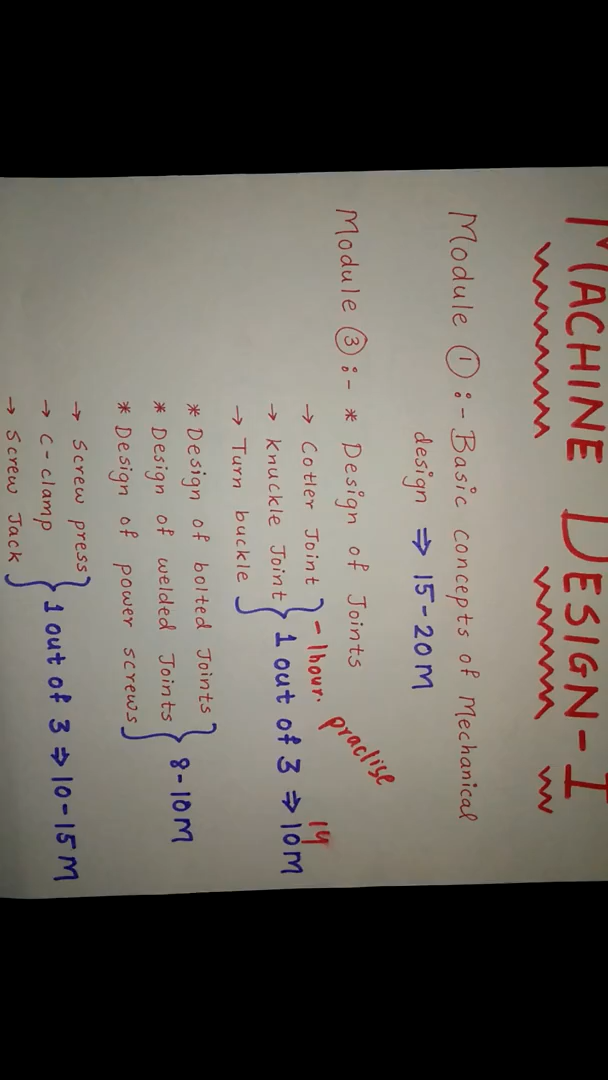 MACHINE DESIGN-I
Module ① :- Basic concepts of Mechanical
design ⇒ 15-20M
Module ③ :- * Design of Joints
→ Cotler Joint - 1hour. practise
→ knuckle Joint } 1 out of 3 ⇒ 10M 14
→ Turn buckle
* Design of bolted Joints
* Design of welded Joints } 8-10M
* Design of power screws
→ Screw press
→ C-clamp } 1 out of 3 ⇒ 10-15M
→ Screw Jack